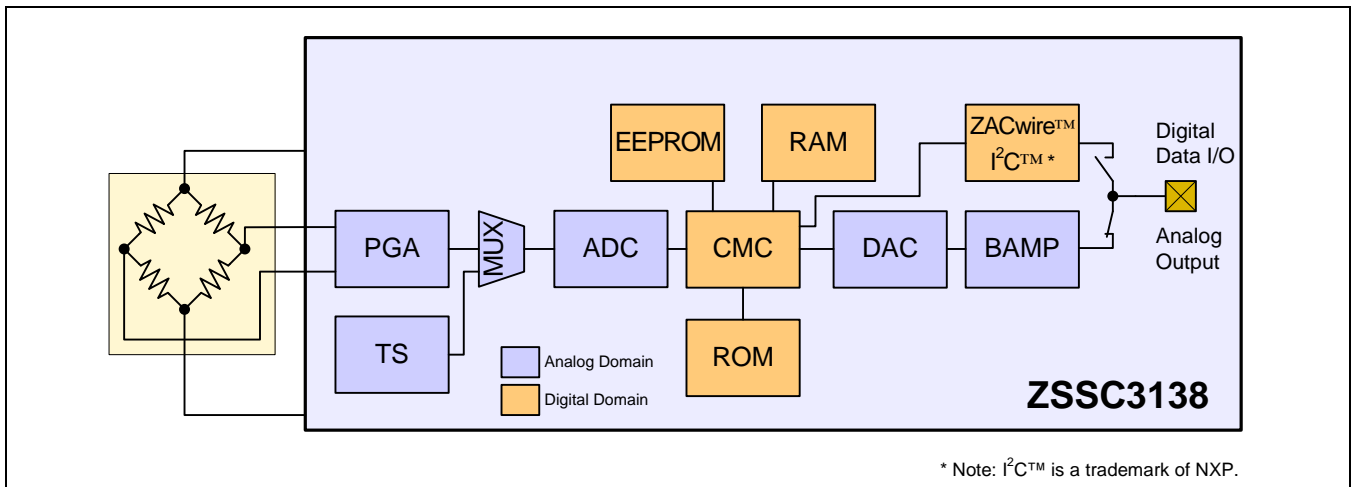 EEPROM
RAM
ZACwire™
I²C™ *
Digital
Data I/O
PGA
MUX
ADC
CMC
DAC
BAMP
Analog
Output
TS
ROM
Analog Domain
Digital Domain
ZSSC3138
* Note: I²C™ is a trademark of NXP.